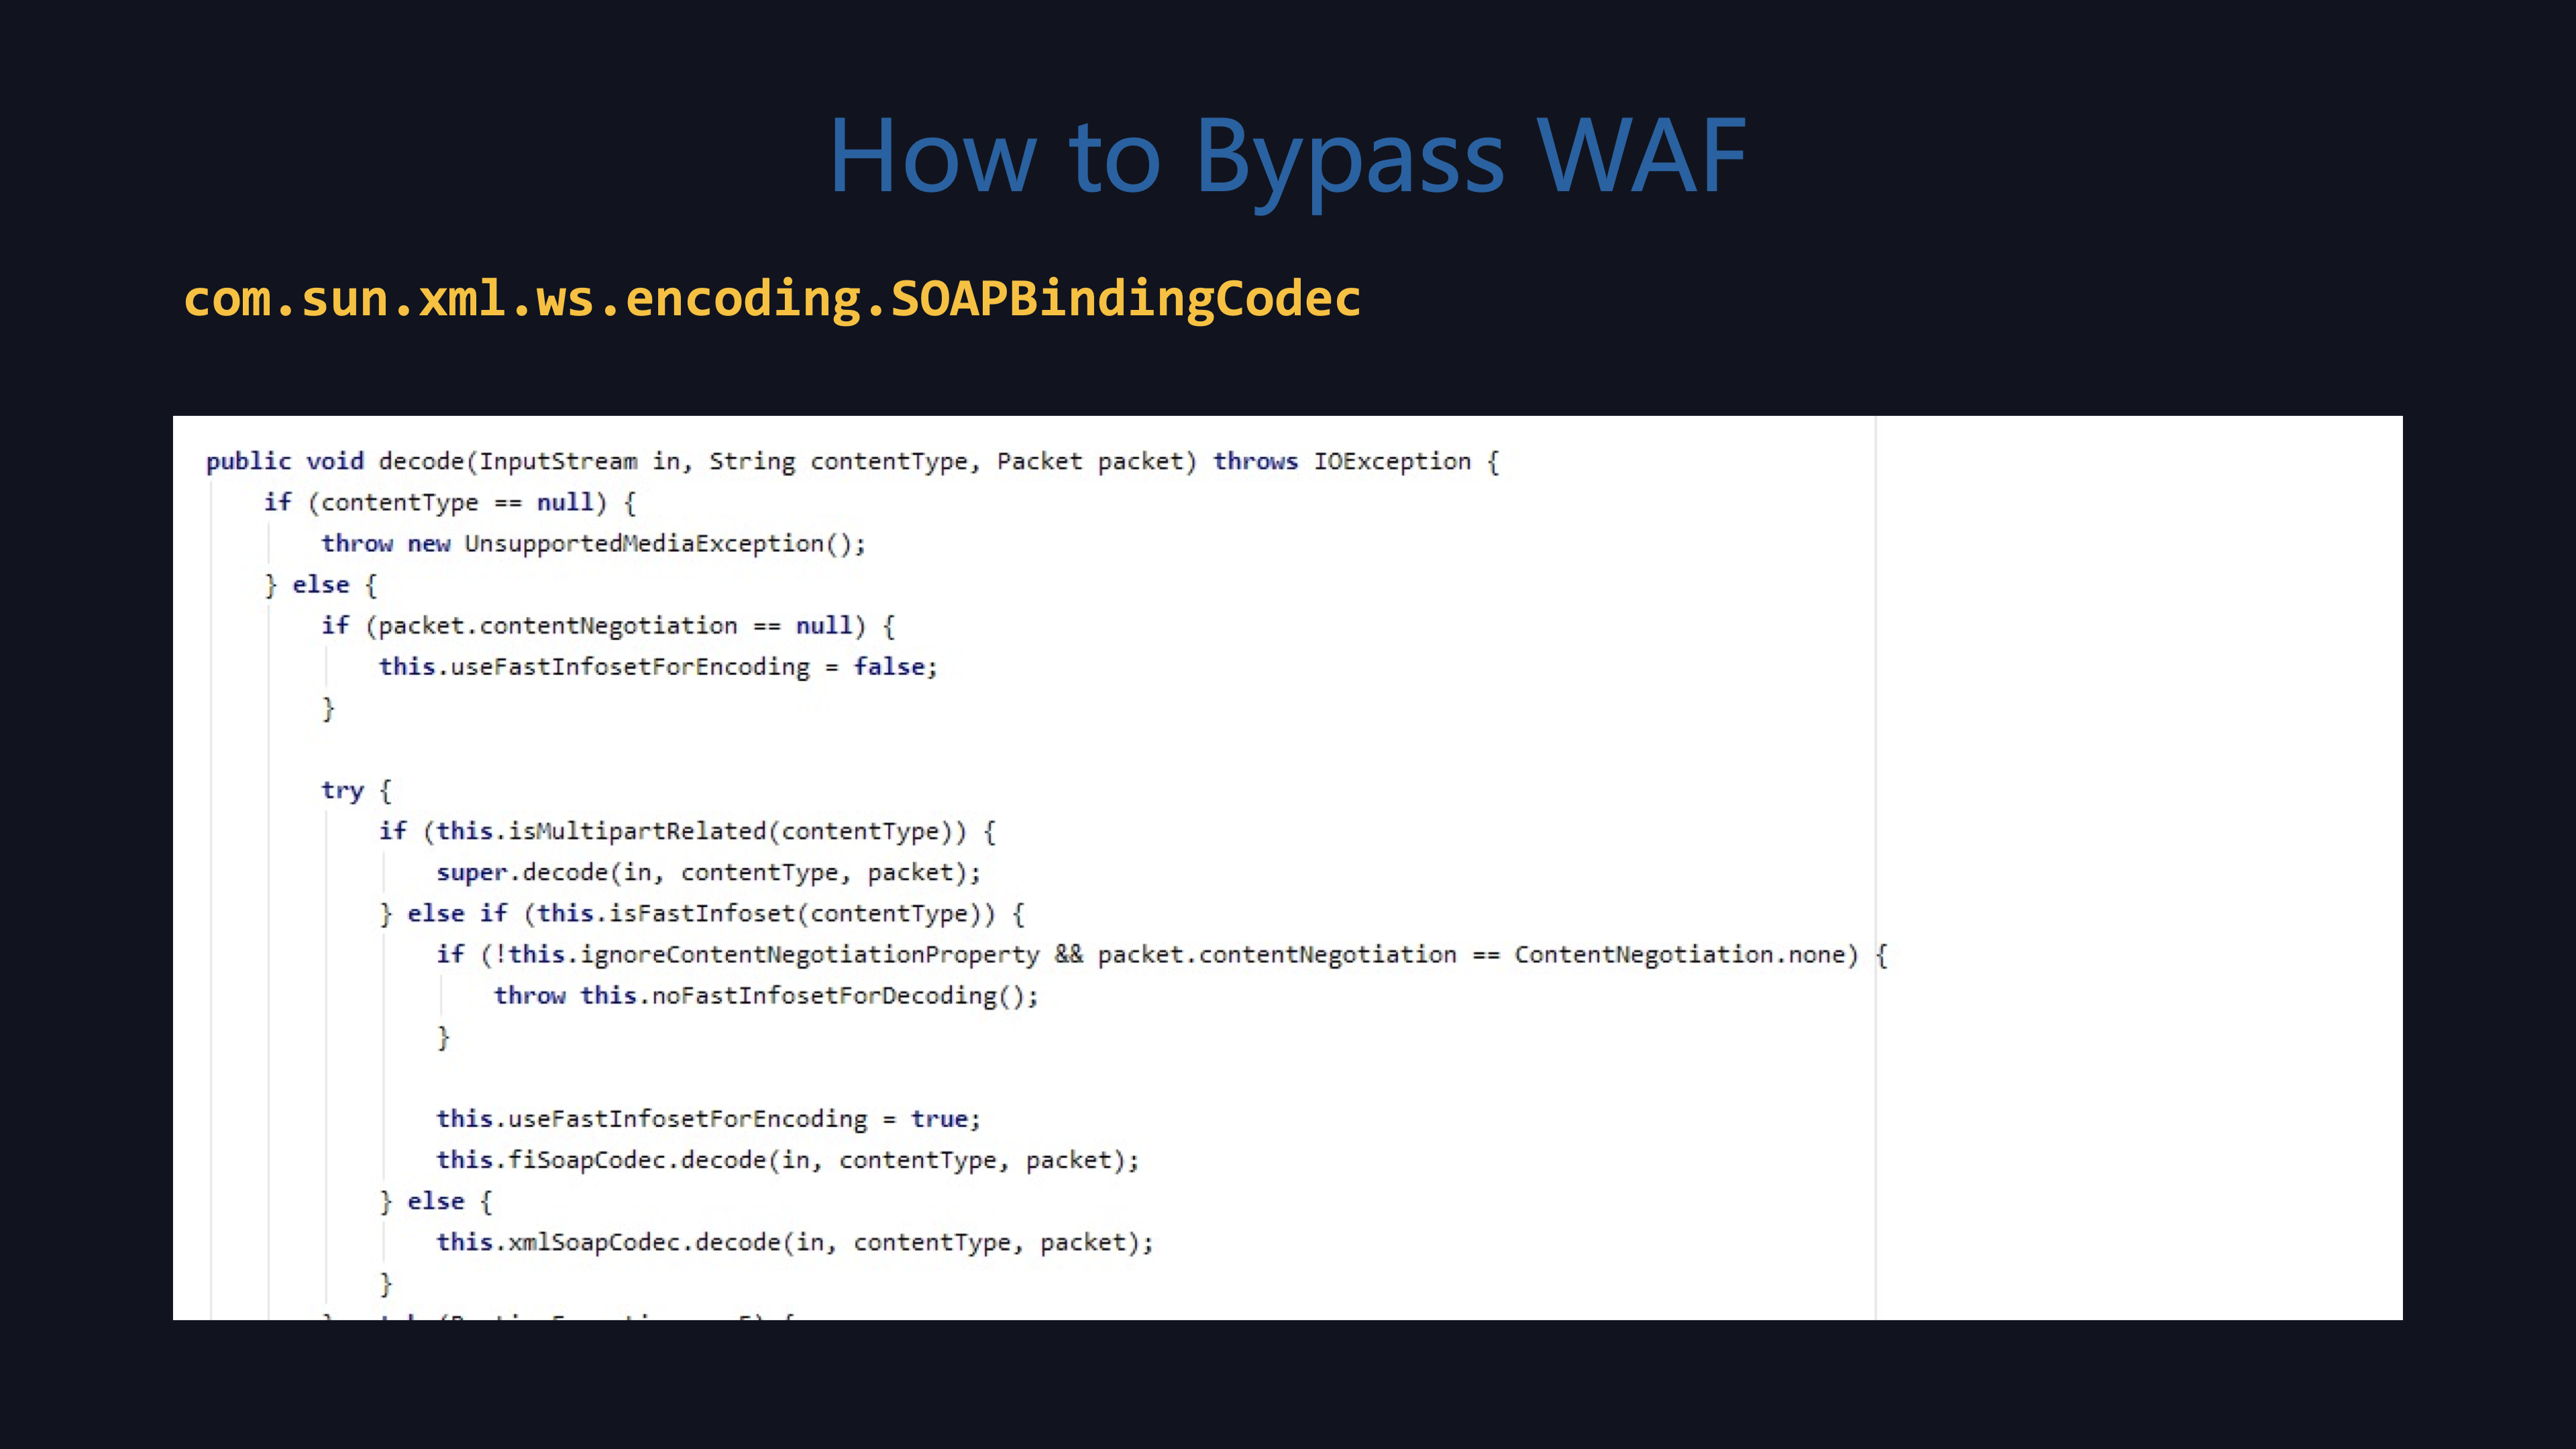 How to Bypass WAF
com.sun.xml.ws.encoding.SOAPBindingCodec
public void decode(InputStream in, String contentType, Packet packet) throws IOException {
if (contentType == null) {
throw new UnsupportedMediaException();
} else {
if (packet.contentNegotiation == null) {
this.useFastInfosetForEncoding = false;
}
try {
if (this.isMultipartRelated(contentType)) {
super.decode(in, contentType, packet);
} else if (this.isFastInfoset(contentType)) {
if (!this.ignoreContentNegotiationProperty && packet.contentNegotiation == ContentNegotiation.none) {
throw this.noFastInfosetForDecoding();
}
this.useFastInfosetForEncoding = true;
this.fiSoapCodec.decode(in, contentType, packet);
} else {
this.xmlSoapCodec.decode(in, contentType, packet);
}